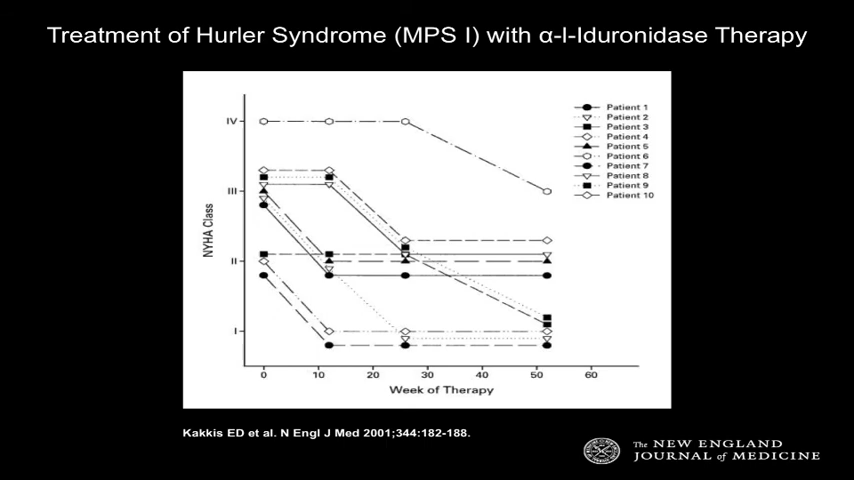 Treatment of Hurler Syndrome (MPS I) with α-l-Iduronidase Therapy
Patient 1
Patient 2
Patient 3
Patient 4
Patient 5
Patient 6
Patient 7
Patient 8
Patient 9
Patient 10
NYHA Class
IV
III
II
I
0 10 20 30 40 50 60
Week of Therapy
Kakkis ED et al. N Engl J Med 2001;344:182-188.
The NEW ENGLAND
JOURNAL of MEDICINE